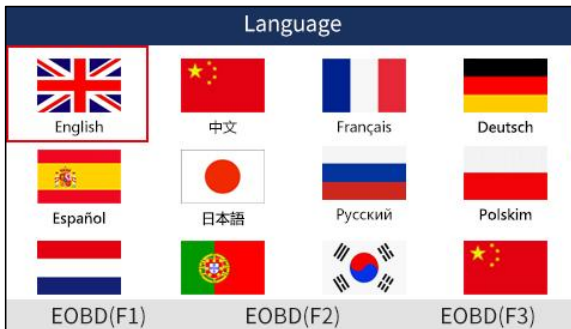 Language
English 中文 Français Deutsch
Español 日本語 Русский Polskim
EOBD(F1) EOBD(F2) EOBD(F3)